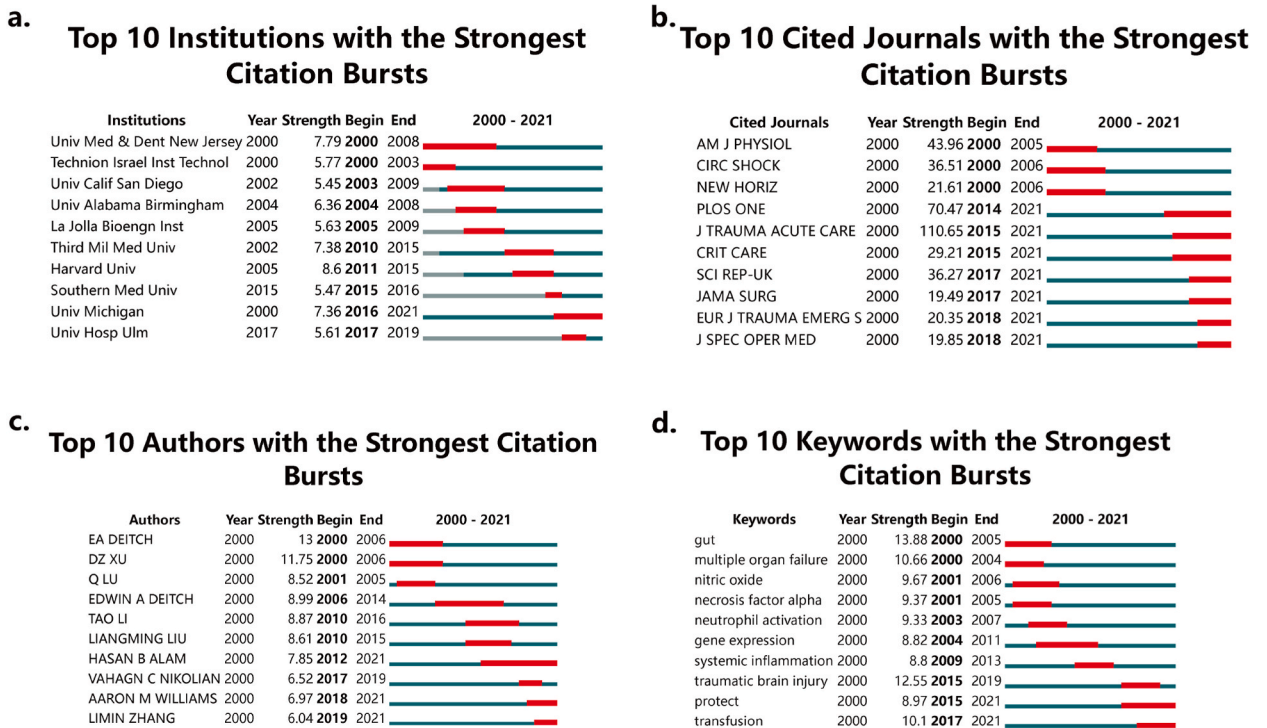 a.
Top 10 Institutions with the Strongest
Citation Bursts
Institutions Year Strength Begin End 2000 - 2021
Univ Med & Dent New Jersey 2000 7.79 2000 2008
Technion Israel Inst Technol 2000 5.77 2000 2003
Univ Calif San Diego 2002 5.45 2003 2009
Univ Alabama Birmingham 2004 6.36 2004 2008
La Jolla Bioengn Inst 2005 5.63 2005 2009
Third Mil Med Univ 2002 7.38 2010 2015
Harvard Univ 2005 8.6 2011 2015
Southern Med Univ 2015 5.47 2015 2016
Univ Michigan 2000 7.36 2016 2021
Univ Hosp Ulm 2017 5.61 2017 2019
b.
Top 10 Cited Journals with the Strongest
Citation Bursts
Cited Journals Year Strength Begin End 2000 - 2021
AM J PHYSIOL 2000 43.96 2000 2005
CIRC SHOCK 2000 36.51 2000 2006
NEW HORIZ 2000 21.61 2000 2006
PLOS ONE 2000 70.47 2014 2021
J TRAUMA ACUTE CARE 2000 110.65 2015 2021
CRIT CARE 2000 29.21 2015 2021
SCI REP-UK 2000 36.27 2017 2021
JAMA SURG 2000 19.49 2017 2021
EUR J TRAUMA EMERG S 2000 20.35 2018 2021
J SPEC OPER MED 2000 19.85 2018 2021
c.
Top 10 Authors with the Strongest Citation
Bursts
Authors Year Strength Begin End 2000 - 2021
EA DEITCH 2000 13 2000 2006
DZ XU 2000 11.75 2000 2006
Q LU 2000 8.52 2001 2005
EDWIN A DEITCH 2000 8.99 2006 2014
TAO LI 2000 8.87 2010 2016
LIANGMING LIU 2000 8.61 2010 2015
HASAN B ALAM 2000 7.85 2012 2021
VAHAGN C NIKOLIAN 2000 6.52 2017 2019
AARON M WILLIAMS 2000 6.97 2018 2021
LIMIN ZHANG 2000 6.04 2019 2021
d.
Top 10 Keywords with the Strongest
Citation Bursts
Keywords Year Strength Begin End 2000 - 2021
gut 2000 13.88 2000 2005
multiple organ failure 2000 10.66 2000 2004
nitric oxide 2000 9.67 2001 2006
necrosis factor alpha 2000 9.37 2001 2005
neutrophil activation 2000 9.33 2003 2007
gene expression 2000 8.82 2004 2011
systemic inflammation 2000 8.8 2009 2013
traumatic brain injury 2000 12.55 2015 2019
protect 2000 8.97 2015 2021
transfusion 2000 10.1 2017 2021